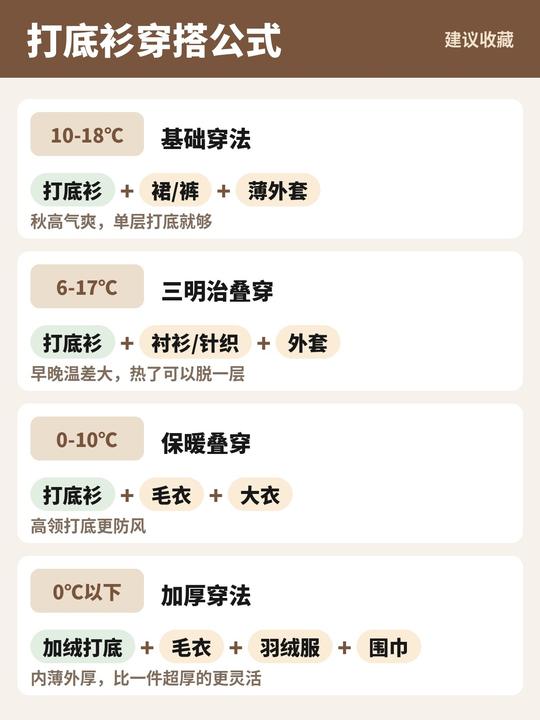 打底衫穿搭公式
建议收藏
10-18℃ 基础穿法
打底衫 + 裙/裤 + 薄外套
秋高气爽，单层打底就够
6-17℃ 三明治叠穿
打底衫 + 衬衫/针织 + 外套
早晚温差大，热了可以脱一层
0-10℃ 保暖叠穿
打底衫 + 毛衣 + 大衣
高领打底更防风
0℃以下 加厚穿法
加绒打底 + 毛衣 + 羽绒服 + 围巾
内薄外厚，比一件超厚的更灵活